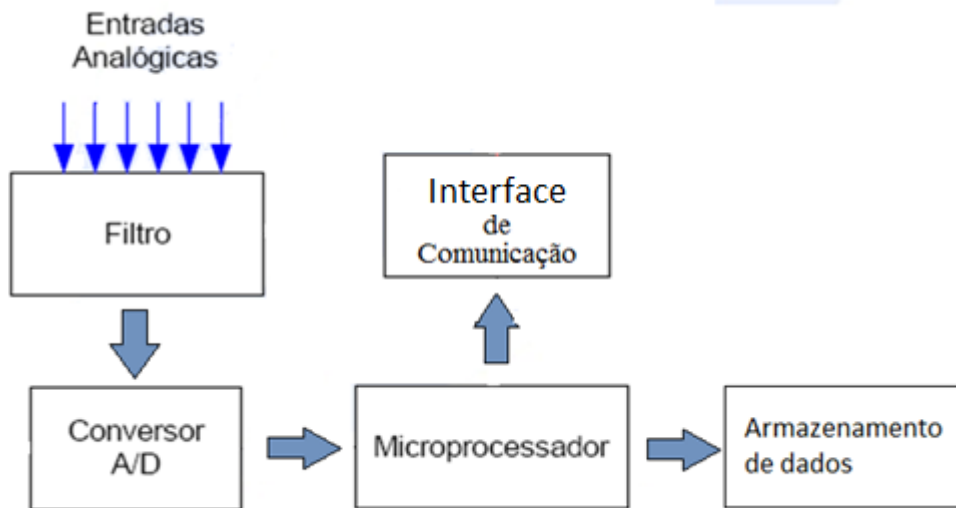 Entradas
Analógicas
Filtro
Interface
de
Comunicação
Conversor
A/D
Microprocessador
Armazenamento
de dados